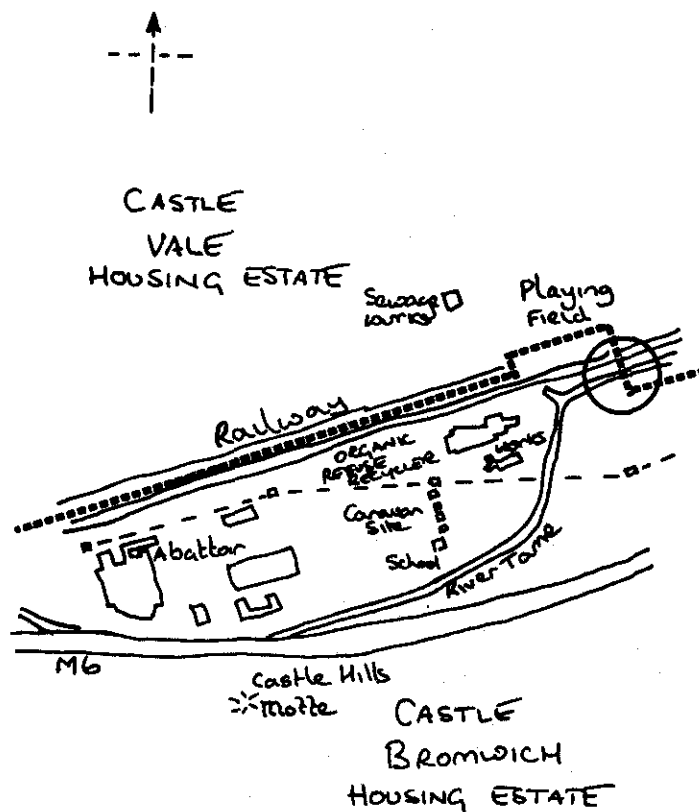 CASTLE
VALE
HOUSING ESTATE
Sewage
works
Playing
Field
Railway
ORGANIC
REFUSE
RECYCLER
works
Caravan
Site
Abattar
School
River Tame
M6
Castle Hills
Motte
CASTLE
BROMWICH
HOUSING ESTATE